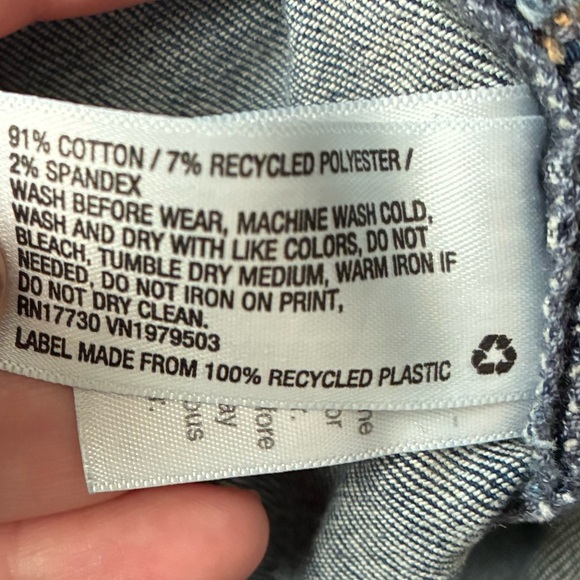 91% COTTON / 7% RECYCLED POLYESTER /
2% SPANDEX
WASH BEFORE WEAR, MACHINE WASH COLD,
WASH AND DRY WITH LIKE COLORS, DO NOT
BLEACH, TUMBLE DRY MEDIUM, WARM IRON IF
NEEDED, DO NOT IRON ON PRINT,
DO NOT DRY CLEAN.
RN17730 VN1979503
LABEL MADE FROM 100% RECYCLED PLASTIC